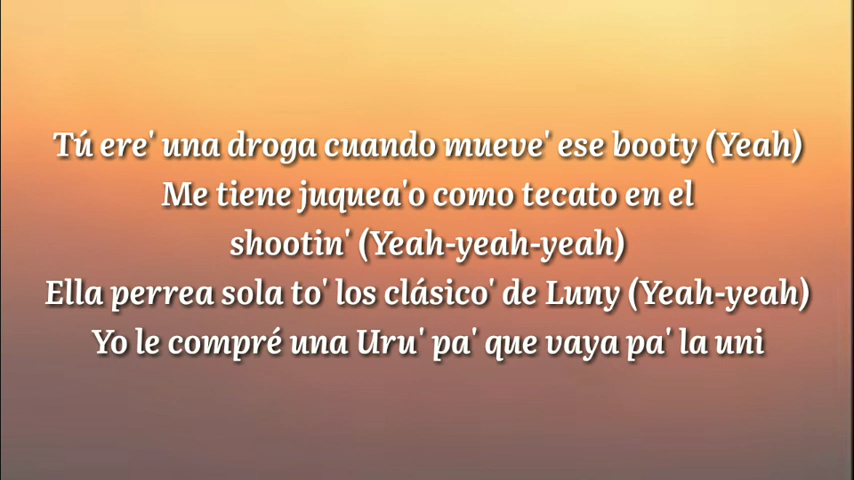 Tú ere' una droga cuando mueve' ese booty (Yeah)
Me tiene juquea'o como tecato en el
shootin' (Yeah-yeah-yeah)
Ella perrea sola to' los clásico' de Luny (Yeah-yeah)
Yo le compré una Uru' pa' que vaya pa' la uni